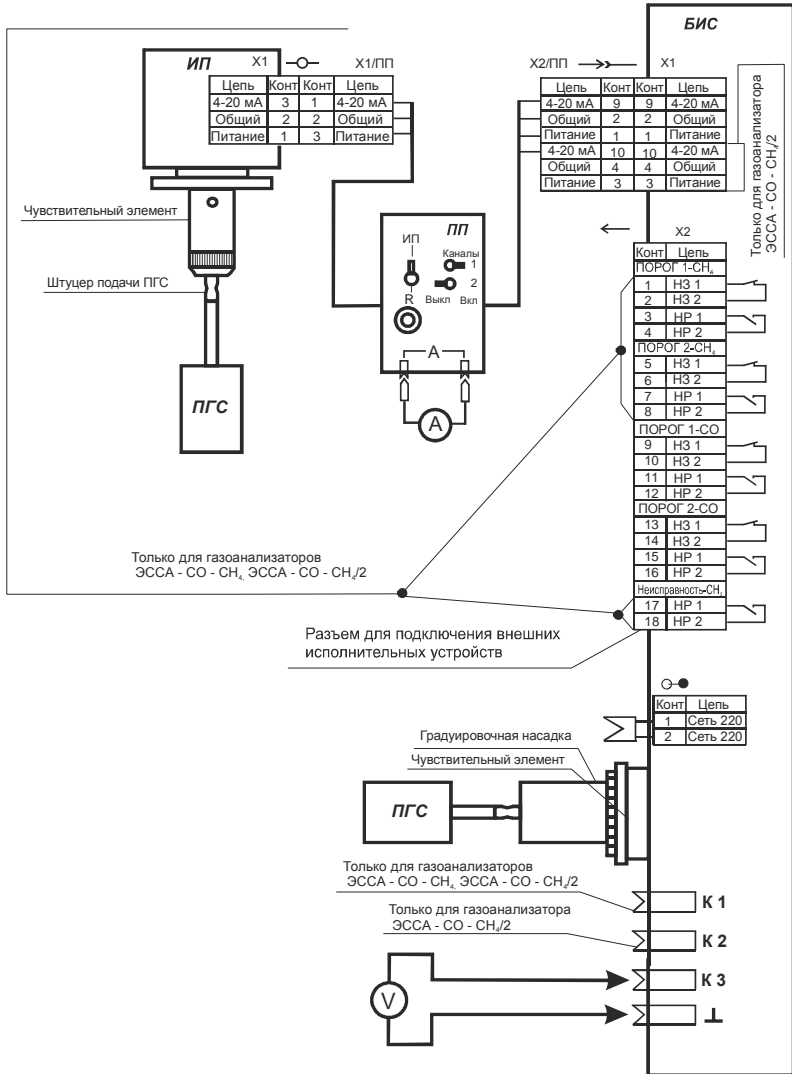 БИС
ИП
X1
X1/ПП
Цепь Конт Конт Цепь
4-20 мА 3 1 4-20 мА
Общий 2 2 Общий
Питание 1 3 Питание
X2/ПП
X1
Цепь Конт Конт Цепь
4-20 мА 9 9 4-20 мА
Общий 2 2 Общий
Питание 1 1 Питание
4-20 мА 10 10 4-20 мА
Общий 4 4 Общий
Питание 3 3 Питание
Только для газоанализатора
ЭССА - СО - CH₄/2
Чувствительный элемент
Штуцер подачи ПГС
ПГС
ПП
ИП
Каналы
1
2
R
Выкл Вкл
А
А
X2
Конт Цепь
ПОРОГ 1-CH₄
1 НЗ 1
2 НЗ 2
3 НР 1
4 НР 2
ПОРОГ 2-CH₄
5 НЗ 1
6 НЗ 2
7 НР 1
8 НР 2
ПОРОГ 1-СО
9 НЗ 1
10 НЗ 2
11 НР 1
12 НР 2
ПОРОГ 2-СО
13 НЗ 1
14 НЗ 2
15 НР 1
16 НР 2
Неисправность-CH₄
17 НР 1
18 НР 2
Только для газоанализаторов
ЭССА - СО - CH₄, ЭССА - СО - CH₄/2
Разъем для подключения внешних
исполнительных устройств
Конт Цепь
1 Сеть 220
2 Сеть 220
Градуировочная насадка
Чувствительный элемент
ПГС
Только для газоанализаторов
ЭССА - СО - CH₄, ЭССА - СО - CH₄/2
К 1
Только для газоанализатора
ЭССА - СО - CH₄/2
К 2
К 3
V